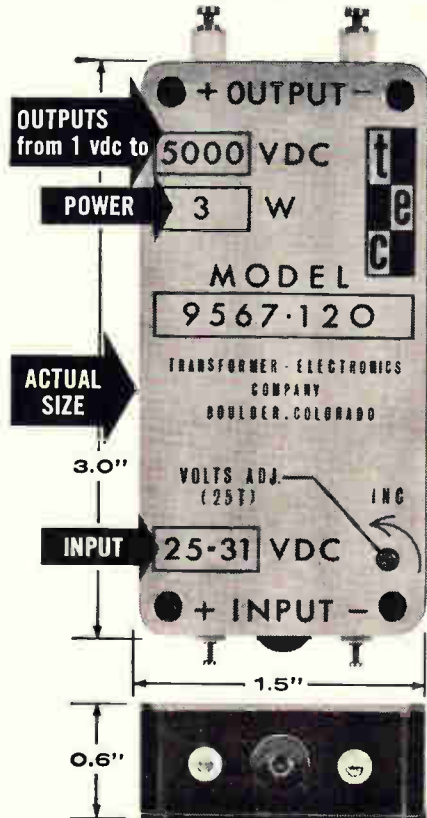 + OUTPUT -
OUTPUTS
from 1 vdc to
5000 VDC
tec
POWER
3 W
MODEL
9567-120
TRANSFORMER-ELECTRONICS
COMPANY
BOULDER, COLORADO
ACTUAL
SIZE
3.0"
VOLTS ADJ.
(25T)
INC
INPUT
25-31 VDC
+ INPUT -
1.5"
0.6"